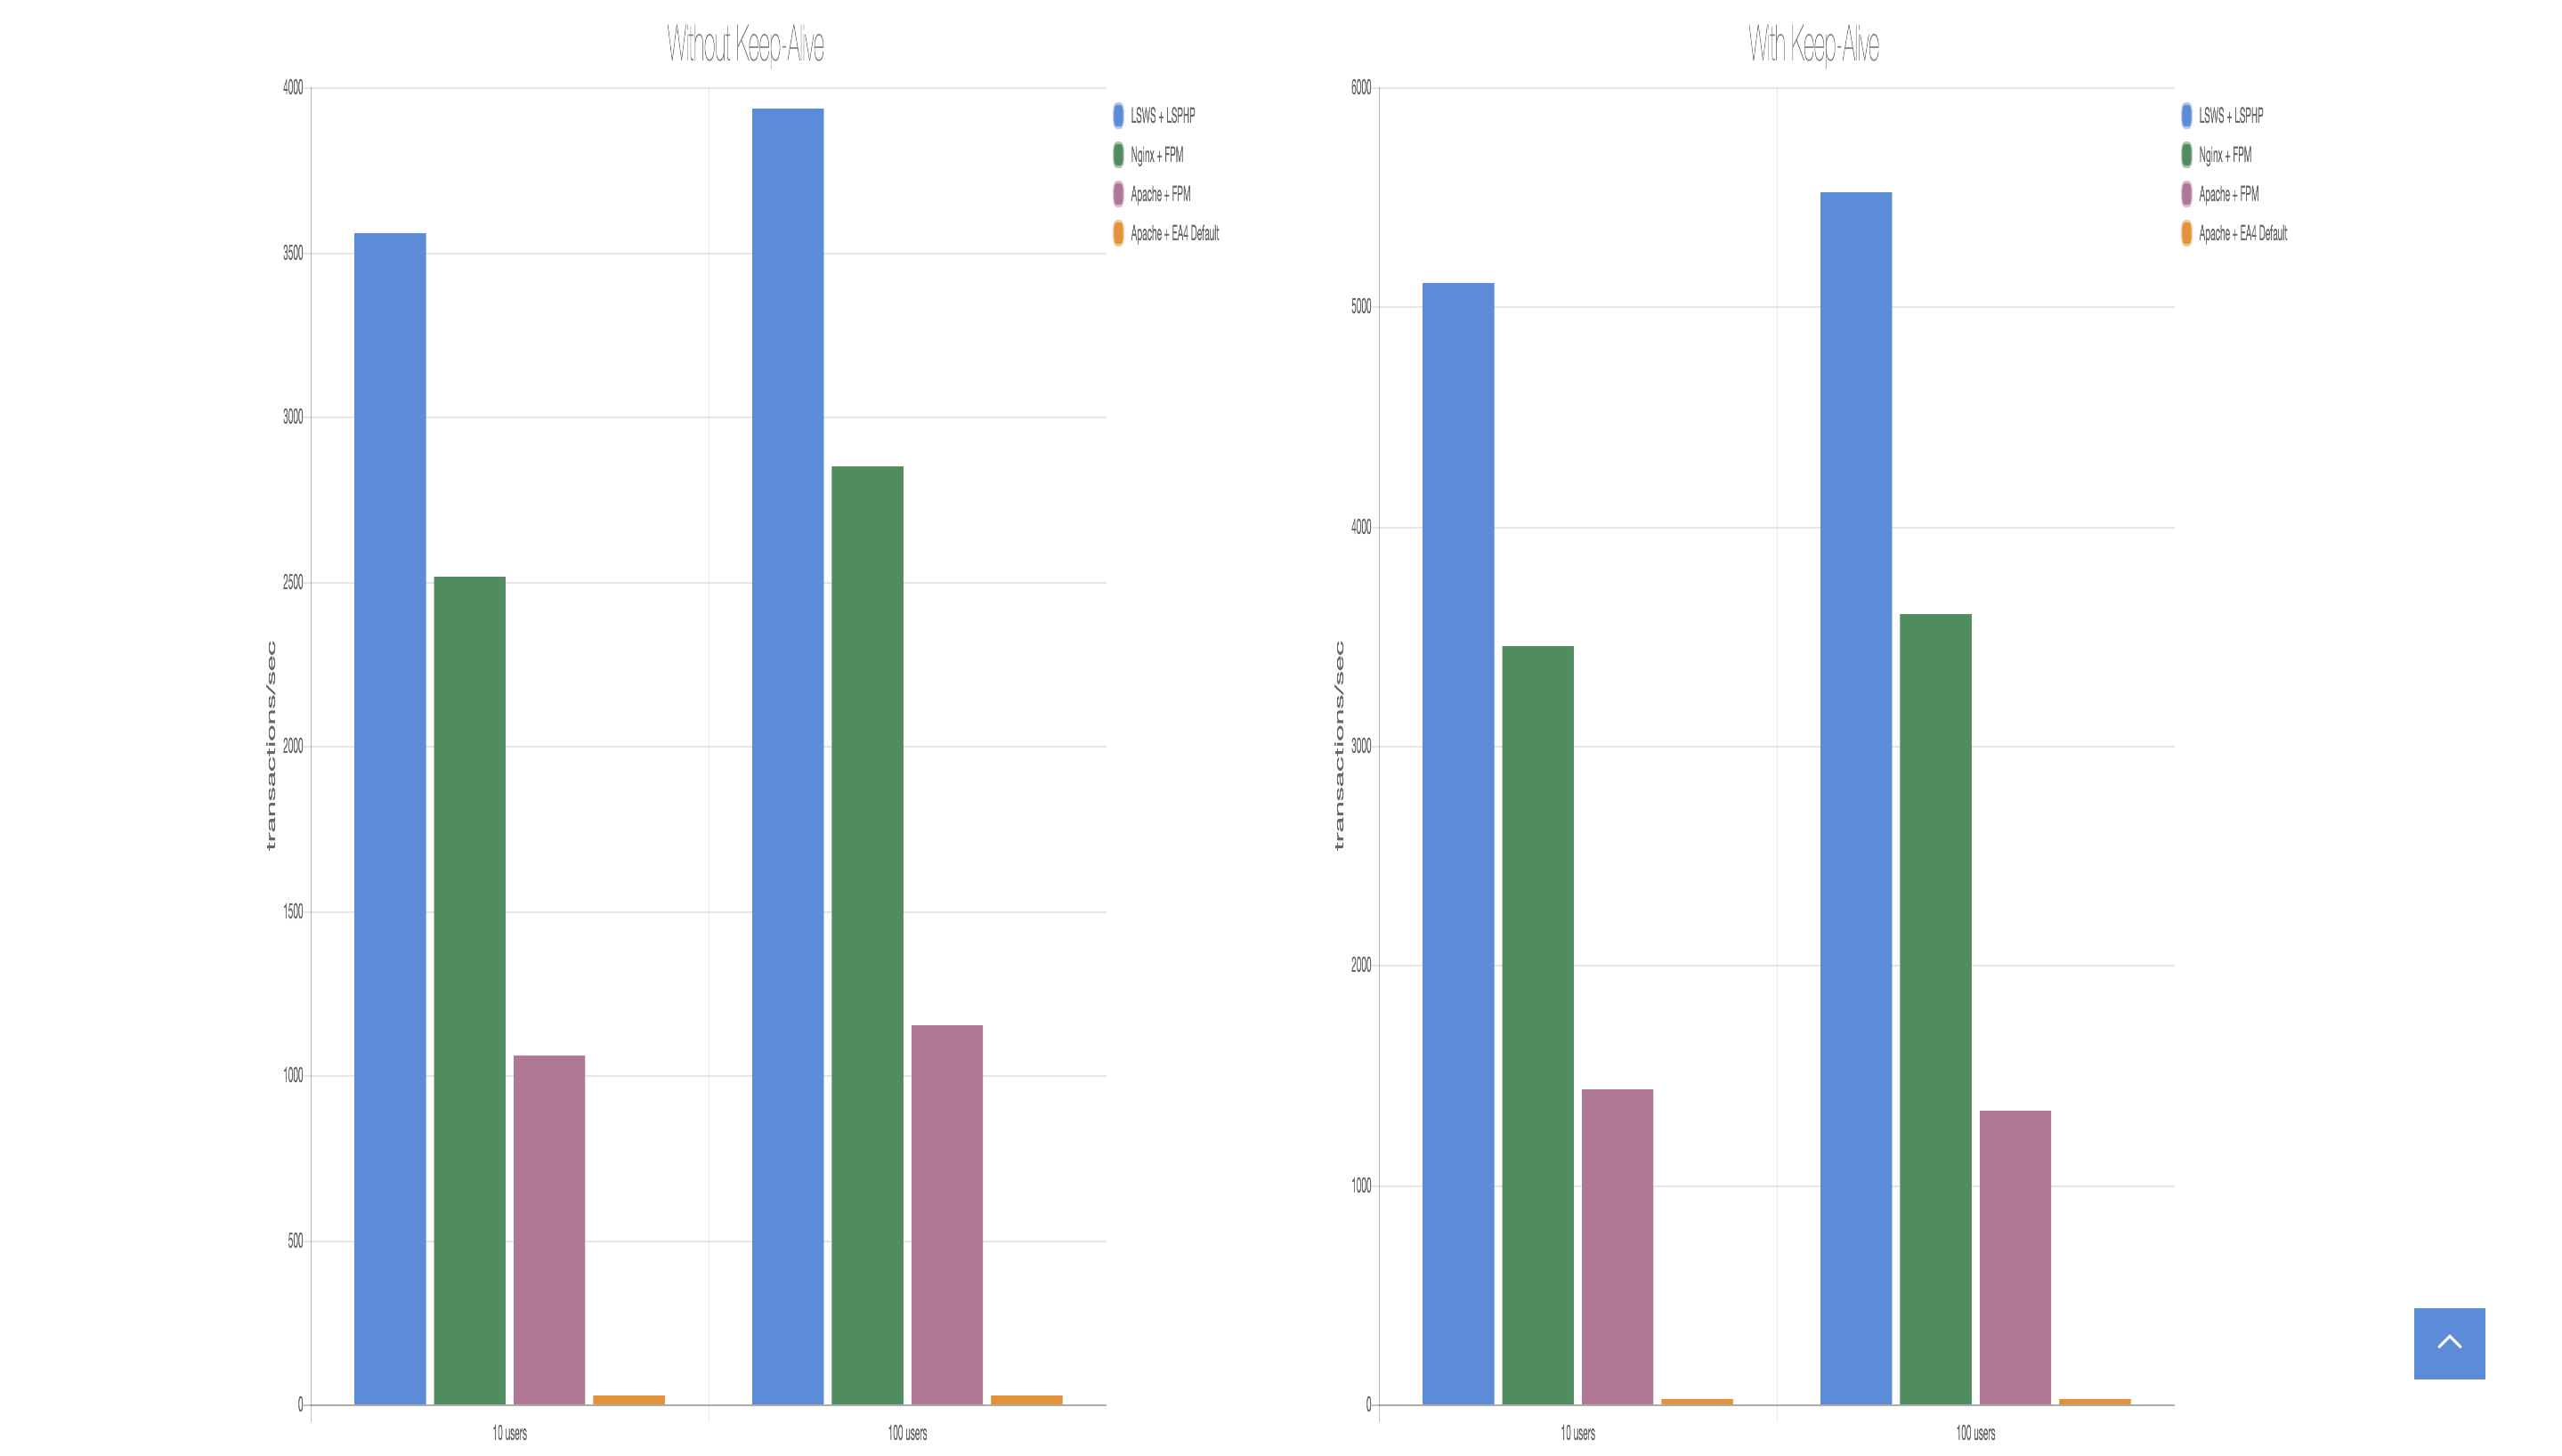 Without Keep-Alive
4000
3500
3000
2500
2000
1500
1000
500
0
transactions/sec
10 users
100 users
LSWS + LSPHP
Nginx + FPM
Apache + FPM
Apache + EA4 Default
With Keep-Alive
6000
5000
4000
3000
2000
1000
0
transactions/sec
10 users
100 users
LSWS + LSPHP
Nginx + FPM
Apache + FPM
Apache + EA4 Default